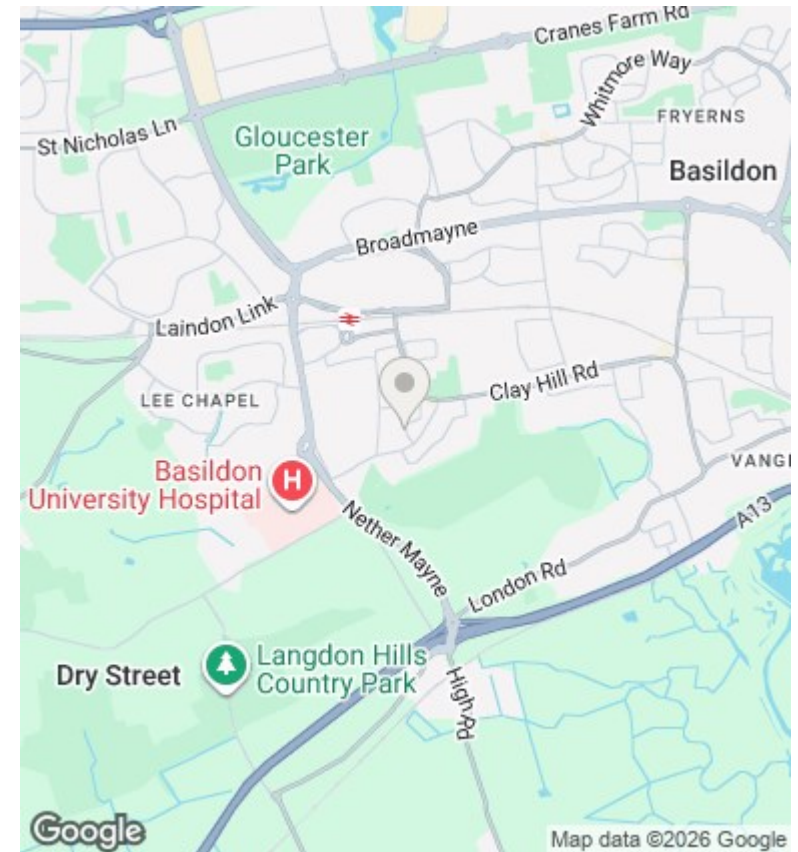 Cranes Farm Rd
Whitmore Way
St Nicholas Ln
Gloucester
Park
FRYERNS
Basildon
Broadmayne
Laindon Link
Clay Hill Rd
LEE CHAPEL
Basildon
University Hospital
H
VANGE
Nether Mayne
A13
London Rd
Langdon Hills
Country Park
Dry Street
High Rd
Google
Map data ©2026 Google